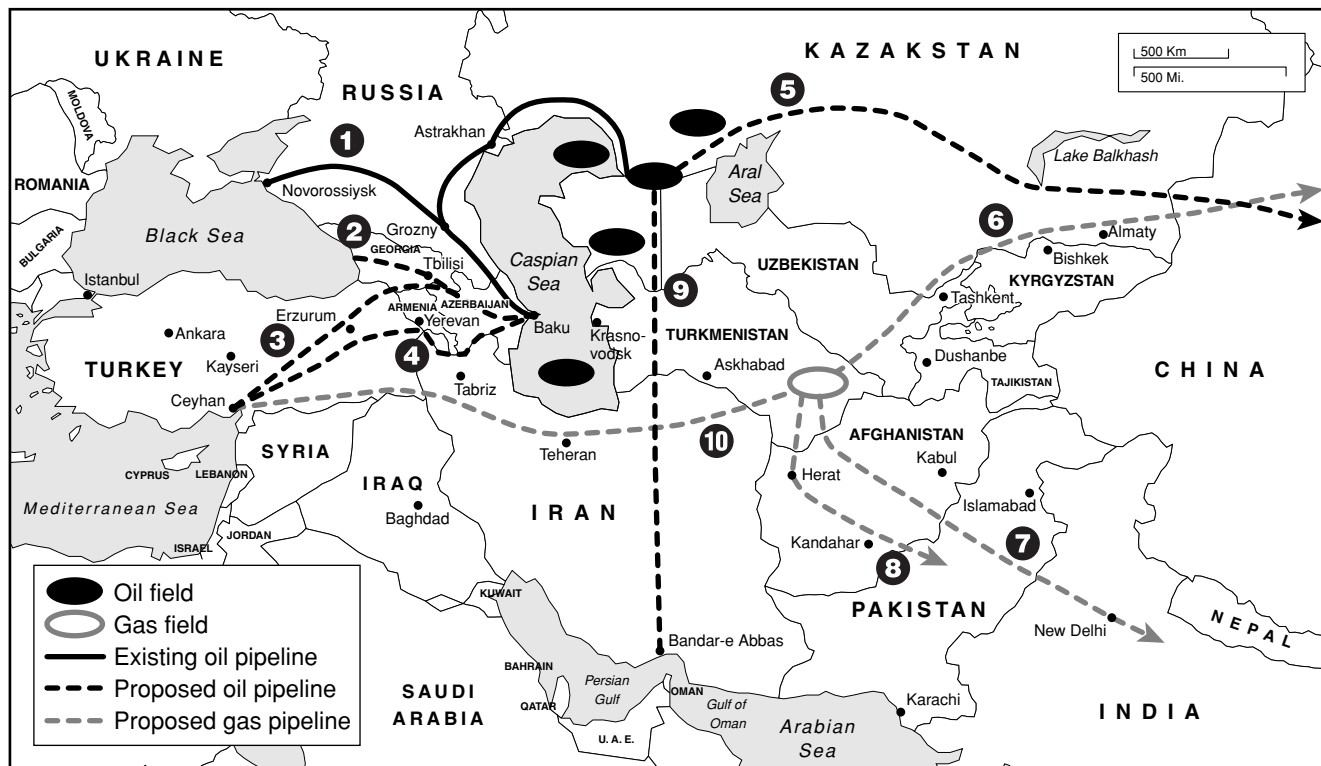 UKRAINE
KAZAKHSTAN
500 Km
500 Mi.
RUSSIA
5
MOLDOVA
Astrakhan
1
Lake Balkhash
ROMANIA
Novorossiysk
Aral
Sea
6
Grozny
2
Black Sea
GEORGIA
Almaty
BULGARIA
Tbilisi
Bishkek
Caspian
Sea
UZBEKISTAN
KYRGYZSTAN
Istanbul
9
Tashkent
ARMENIA
AZERBAIJAN
Erzurum
Yerevan
Baku
Krasno-
vodsk
TURKMENISTAN
Ankara
3
4
Kayseri
Dushanbe
TURKEY
Askhabad
CHINA
Tabriz
TAJIKISTAN
Ceyhan
10
AFGHANISTAN
Teheran
SYRIA
Kabul
CYPRUS
LEBANON
Herat
IRAQ
Islamabad
Mediterranean Sea
Baghdad
IRAN
JORDAN
Kandahar
7
ISRAEL
8
Oil field
KUWAIT
PAKISTAN
Gas field
New Delhi
NEPAL
Existing oil pipeline
Bandar-e Abbas
BAHRAIN
Proposed oil pipeline
Persian
Gulf
OMAN
SAUDI
ARABIA
QATAR
Gulf of
Oman
Karachi
INDIA
Proposed gas pipeline
Arabian
Sea
U. A. E.